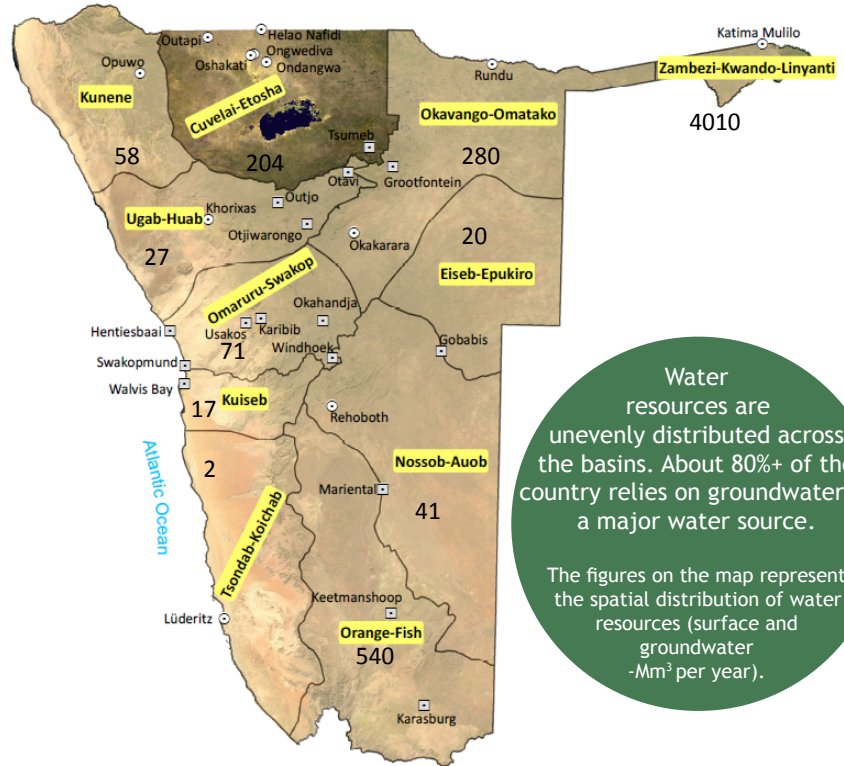 Katima Mulilo
Helao Nafidi
Outapi
Ongwediva
Oshakati
Ondangwa
Opuwo
Rundu
Zambezi-Kwando-Linyanti
Kunene
Cuvelai-Etosha
Okavango-Omatako
4010
Tsumeb
58
204
280
Otavi
Grootfontein
Outjo
Khorixas
Ugab-Huab
Otjiwarongo
Okakarara
20
27
Eiseb-Epukiro
Omaruru-Swakop
Okahandja
Hentiesbaai
Usakos
Karibib
Gobabis
71
Windhoek
Swakopmund
Walvis Bay
17
Kuiseb
Rehoboth
Atlantic Ocean
2
Nossob-Auob
Mariental
41
Tsondab-Koichab
Keetmanshoop
Lüderitz
Orange-Fish
540
Karasburg
Water
resources are
unevenly distributed across
the basins. About 80%+ of the
country relies on groundwater
a major water source.
The figures on the map represent
the spatial distribution of water
resources (surface and
groundwater
-Mm³ per year).